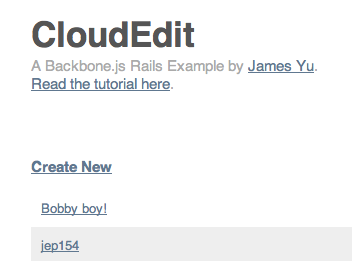 CloudEdit
A Backbone.js Rails Example by James Yu.
Read the tutorial here.
Create New
Bobby boy!
jep154